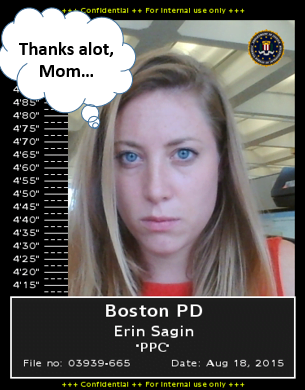 +++ Confidential ++ For Internal use only +++
Thanks alot,
Mom...
4'85"
4'80"
4'75"
4'70"
4'65"
4'60"
4'55"
4'50"
4'45"
4'40"
4'35"
4'30"
4'25"
4'20"
4'15"
Boston PD
Erin Sagin
"PPC"
File no: 03939-665 Date: Aug 18, 2015
+++ Confidential ++ For Internal use only +++